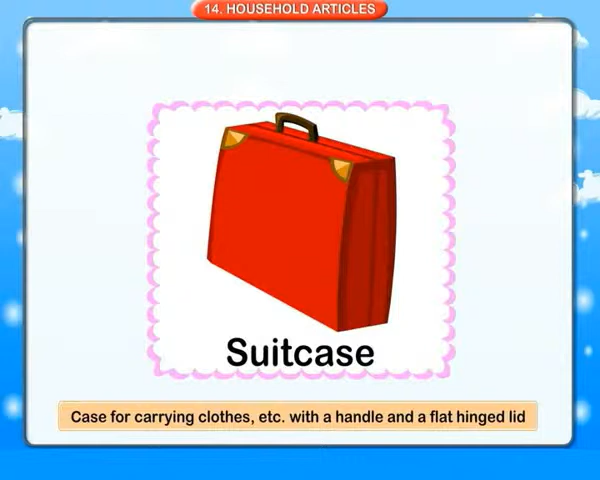 14. HOUSEHOLD ARTICLES
Suitcase
Case for carrying clothes, etc. with a handle and a flat hinged lid